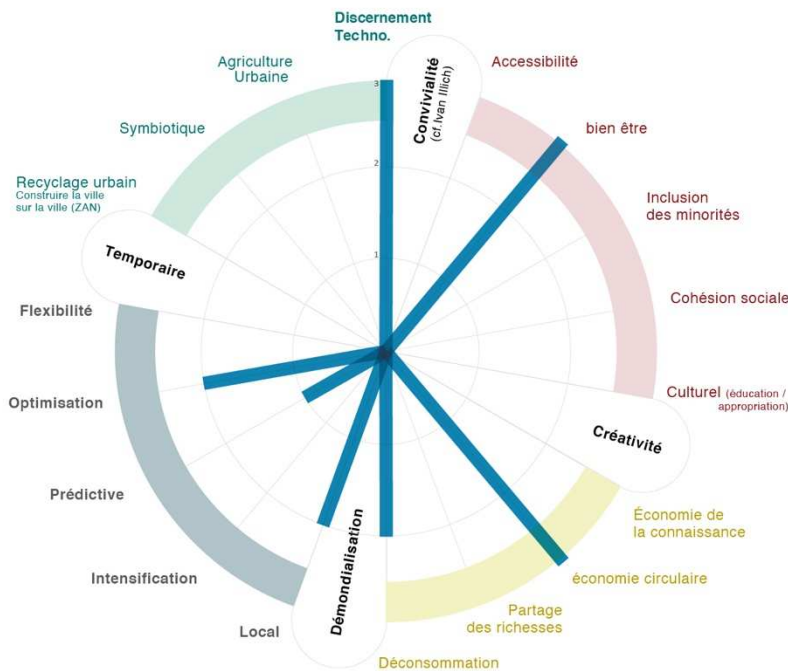 Discernement
Techno.
Convivialité
(cf.Ivan Illich)
Accessibilité
bien être
Inclusion
des minorités
Cohésion sociale
Culturel (éducation /
appropriation)
Créativité
Économie de
la connaissance
économie circulaire
Partage
des richesses
Déconsommation
Démondialisation
Local
Intensification
Prédictive
Optimisation
Flexibilité
Temporaire
Recyclage urbain
Construire la ville
sur la ville (ZAN)
Symbiotique
Agriculture
Urbaine
3
2
1